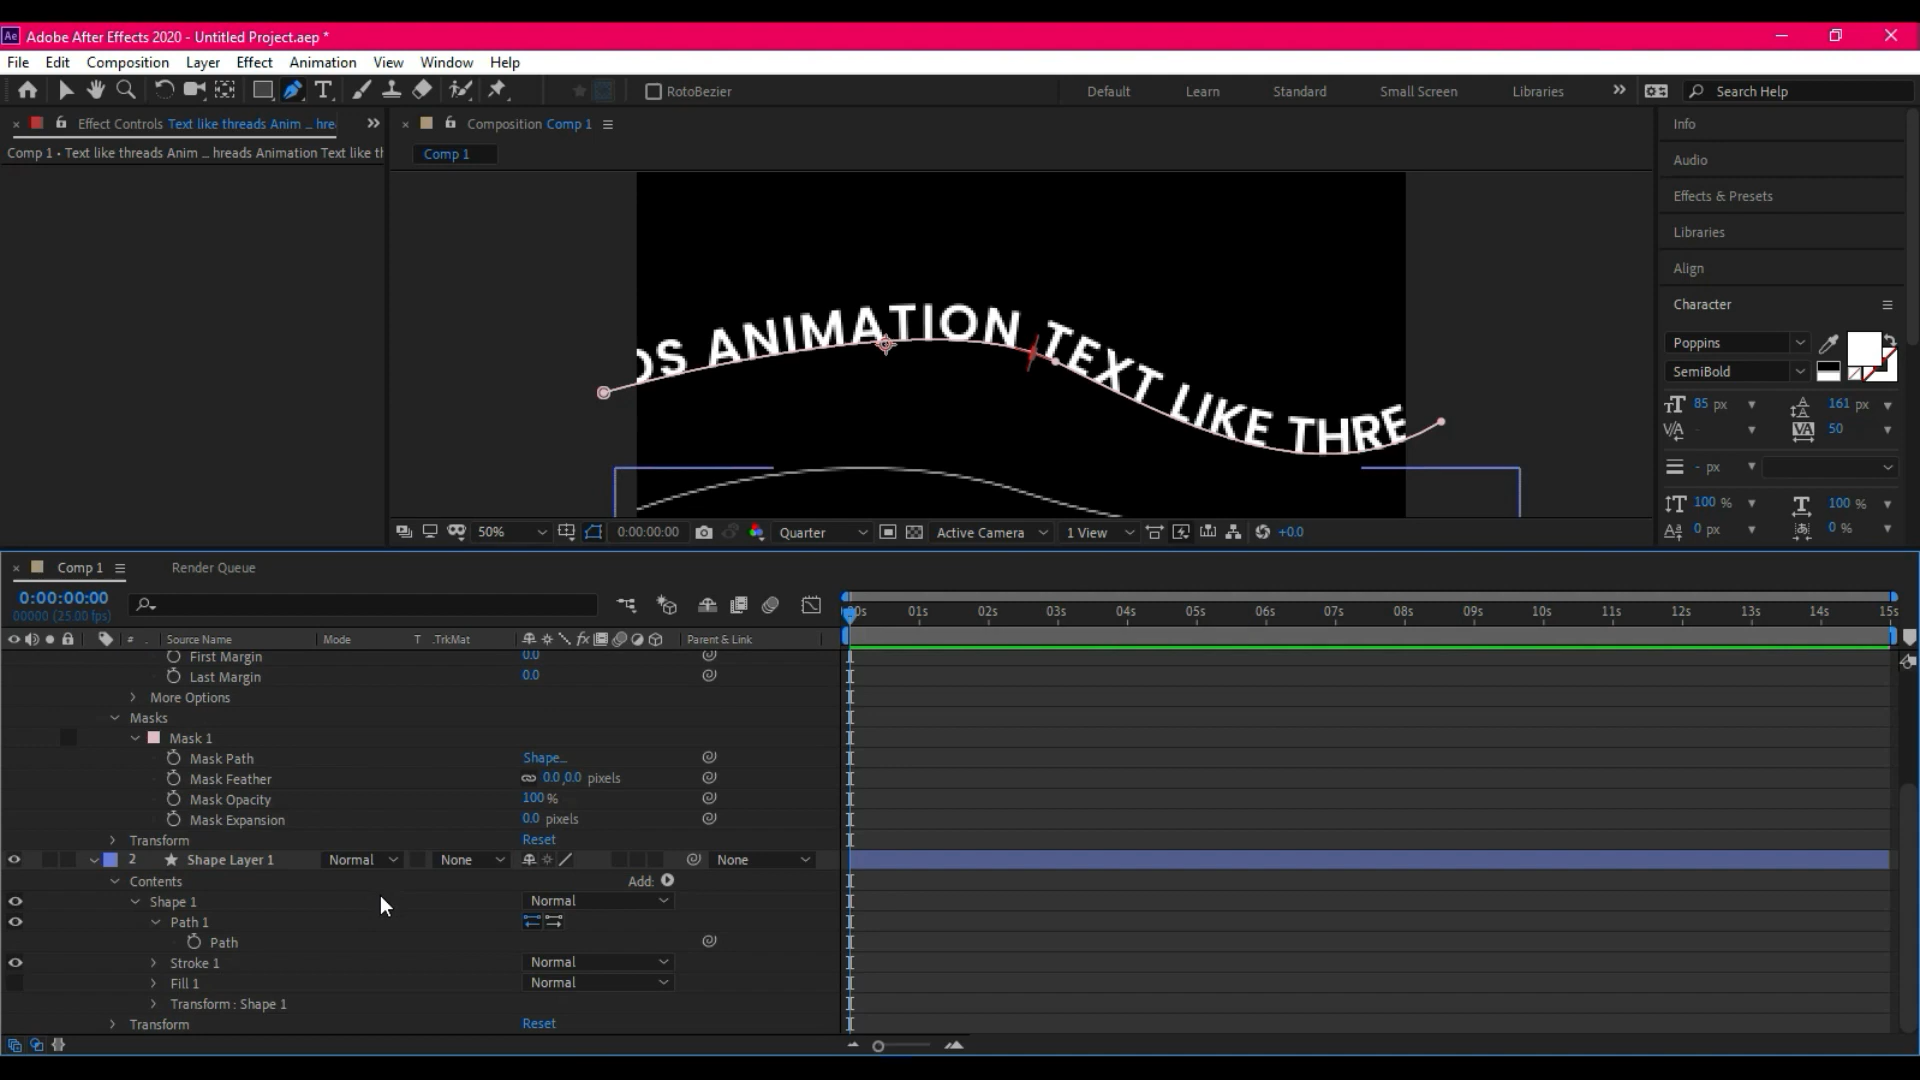 Ae Adobe After Effects 2020 - Untitled Project.aep *
File Edit Composition Layer Effect Animation View Window Help
RotoBezier Default Learn Standard Small Screen Libraries Search Help
Effect Controls Text like threads Anim ... hre
Comp 1 • Text like threads Anim ... hreads Animation Text like th
Composition Comp 1
Comp 1
DS ANIMATION TEXT LIKE THRE
50% 0:00:00:00 Quarter Active Camera 1 View +0.0
Info
Audio
Effects & Presets
Libraries
Align
Character
Poppins
SemiBold
85 px 161 px
50
- px
100 % 100 %
0 px 0 %
Comp 1 Render Queue
0:00:00:00
00000 (25.00 fps)
00s 01s 02s 03s 04s 05s 06s 07s 08s 09s 10s 11s 12s 13s 14s 15s
# Source Name Mode T .TrkMat Parent & Link
First Margin 0.0
Last Margin 0.0
More Options
Masks
Mask 1
Mask Path Shape...
Mask Feather 0.0,0.0 pixels
Mask Opacity 100 %
Mask Expansion 0.0 pixels
Transform Reset
2 Shape Layer 1 Normal None None
Contents Add:
Shape 1 Normal
Path 1
Path
Stroke 1 Normal
Fill 1 Normal
Transform : Shape 1
Transform Reset